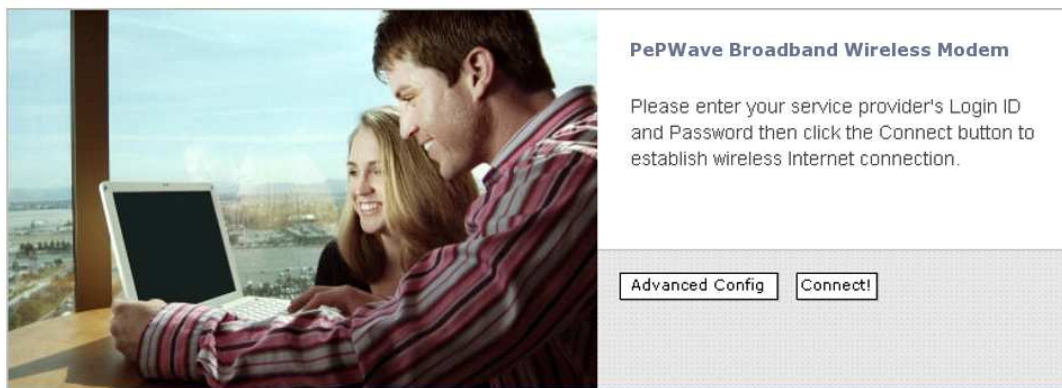 PePWave Broadband Wireless Modem
Please enter your service provider's Login ID
and Password then click the Connect button to
establish wireless Internet connection.
Advanced Config
Connect!